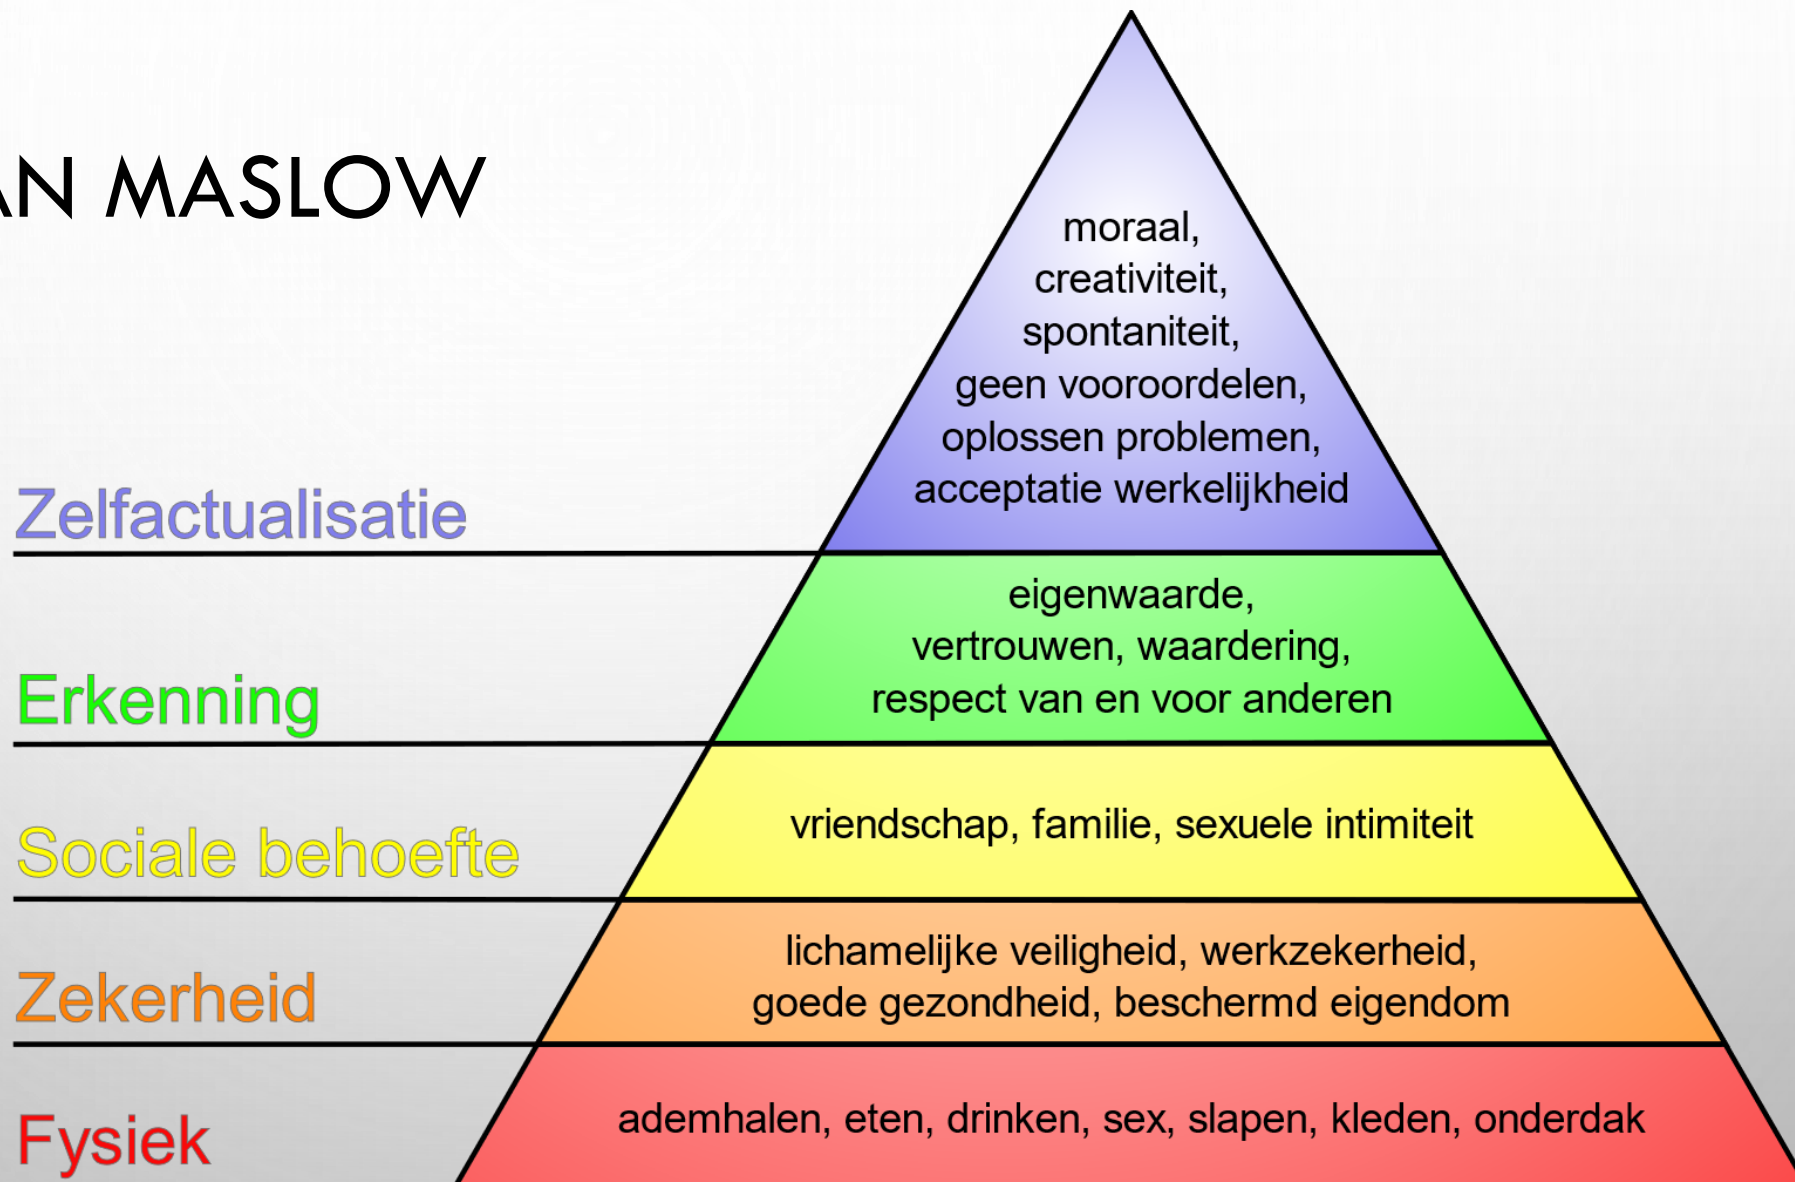 AN MASLOW
moraal,
creativiteit,
spontaniteit,
geen vooroordelen,
oplossen problemen,
acceptatie werkelijkheid
Zelfactualisatie
eigenwaarde,
vertrouwen, waardering,
respect van en voor anderen
Erkenning
vriendschap, familie, sexuele intimiteit
Sociale behoefte
lichamelijke veiligheid, werkzekerheid,
goede gezondheid, beschermd eigendom
Zekerheid
ademhalen, eten, drinken, sex, slapen, kleden, onderdak
Fysiek